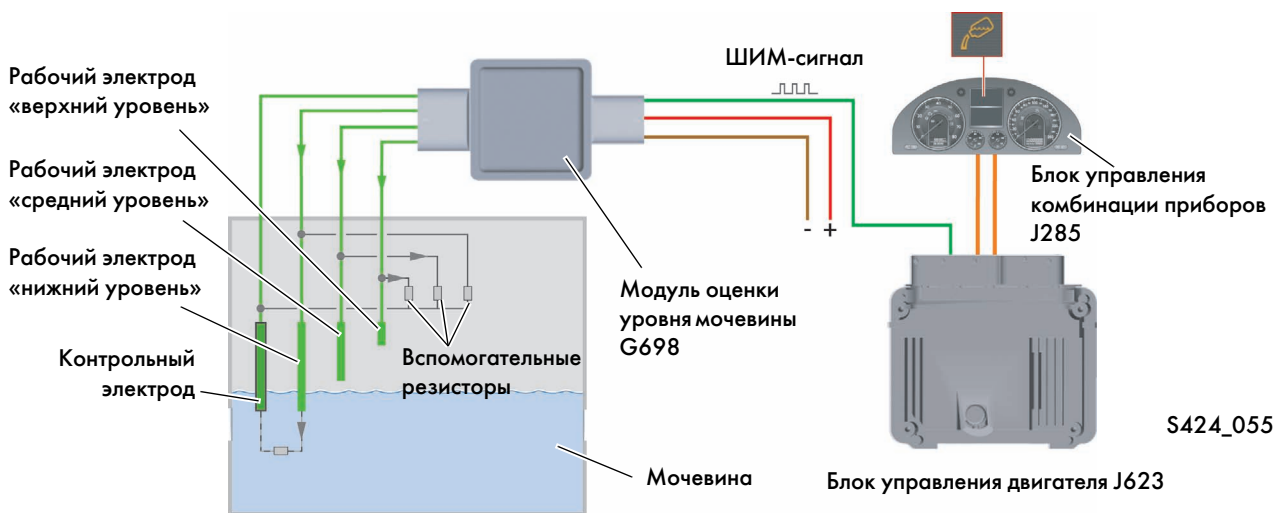 Рабочий электрод
«верхний уровень»
Рабочий электрод
«средний уровень»
Рабочий электрод
«нижний уровень»
Контрольный
электрод
Вспомогательные
резисторы
Мочевина
Модуль оценки
уровня мочевины
G698
ШИМ-сигнал
- +
Блок управления
комбинации приборов
J285
Блок управления двигателя J623
S424_055